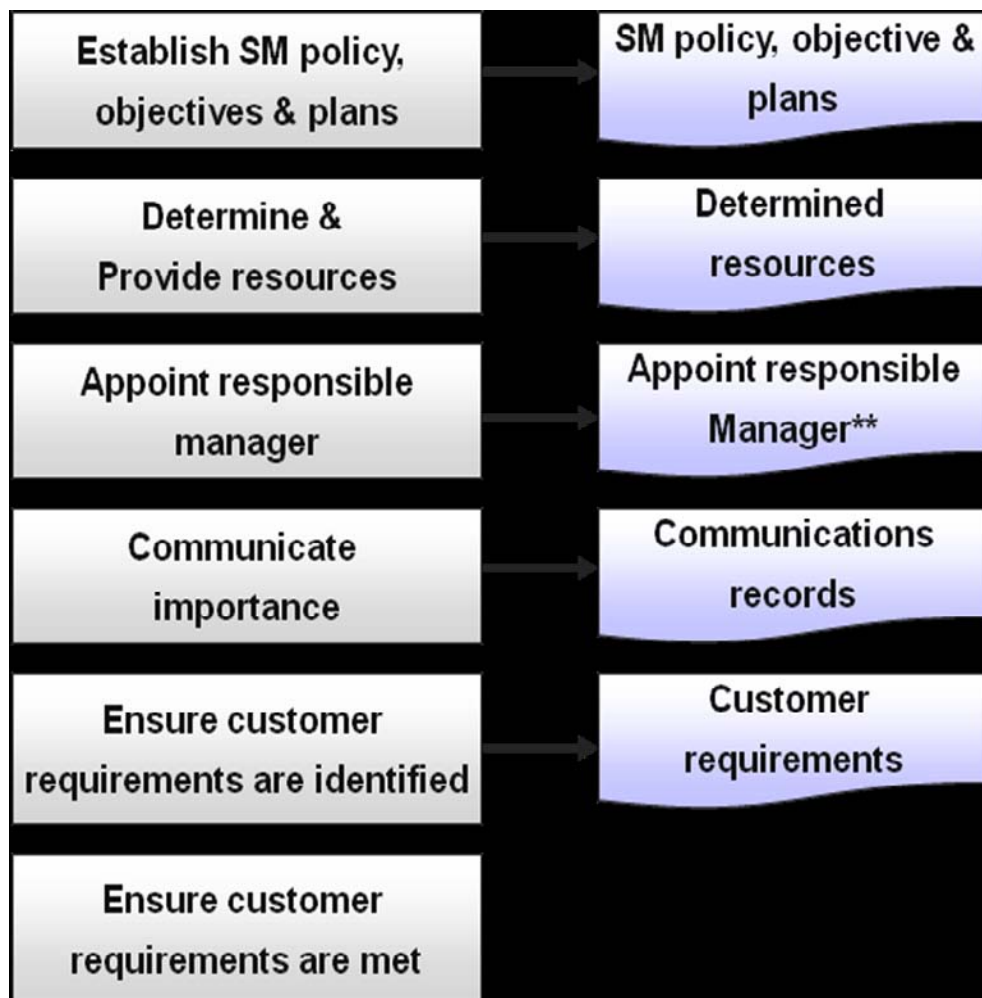 Establish SM policy,
objectives & plans
SM policy, objective &
plans
Determine &
Provide resources
Determined
resources
Appoint responsible
manager
Appoint responsible
Manager**
Communicate
importance
Communications
records
Ensure customer
requirements are identified
Customer
requirements
Ensure customer
requirements are met